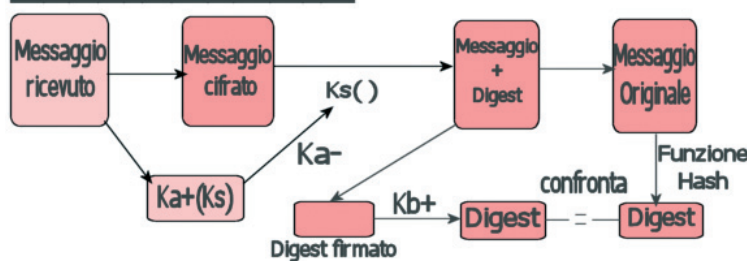 Messaggio
ricevuto
Messaggio
cifrato
Messaggio
+
Digest
Messaggio
Originale
Ks( )
Ka-
Ka+(Ks)
Funzione
Hash
confronta
Kb+
Digest
=
Digest
Digest firmato